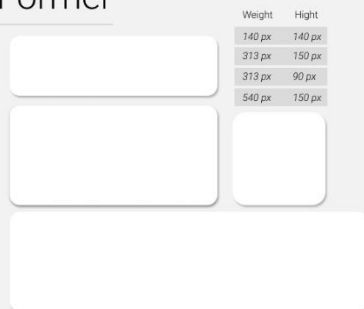 Former
Weight Hight
140 px 140 px
313 px 150 px
313 px 90 px
540 px 150 px